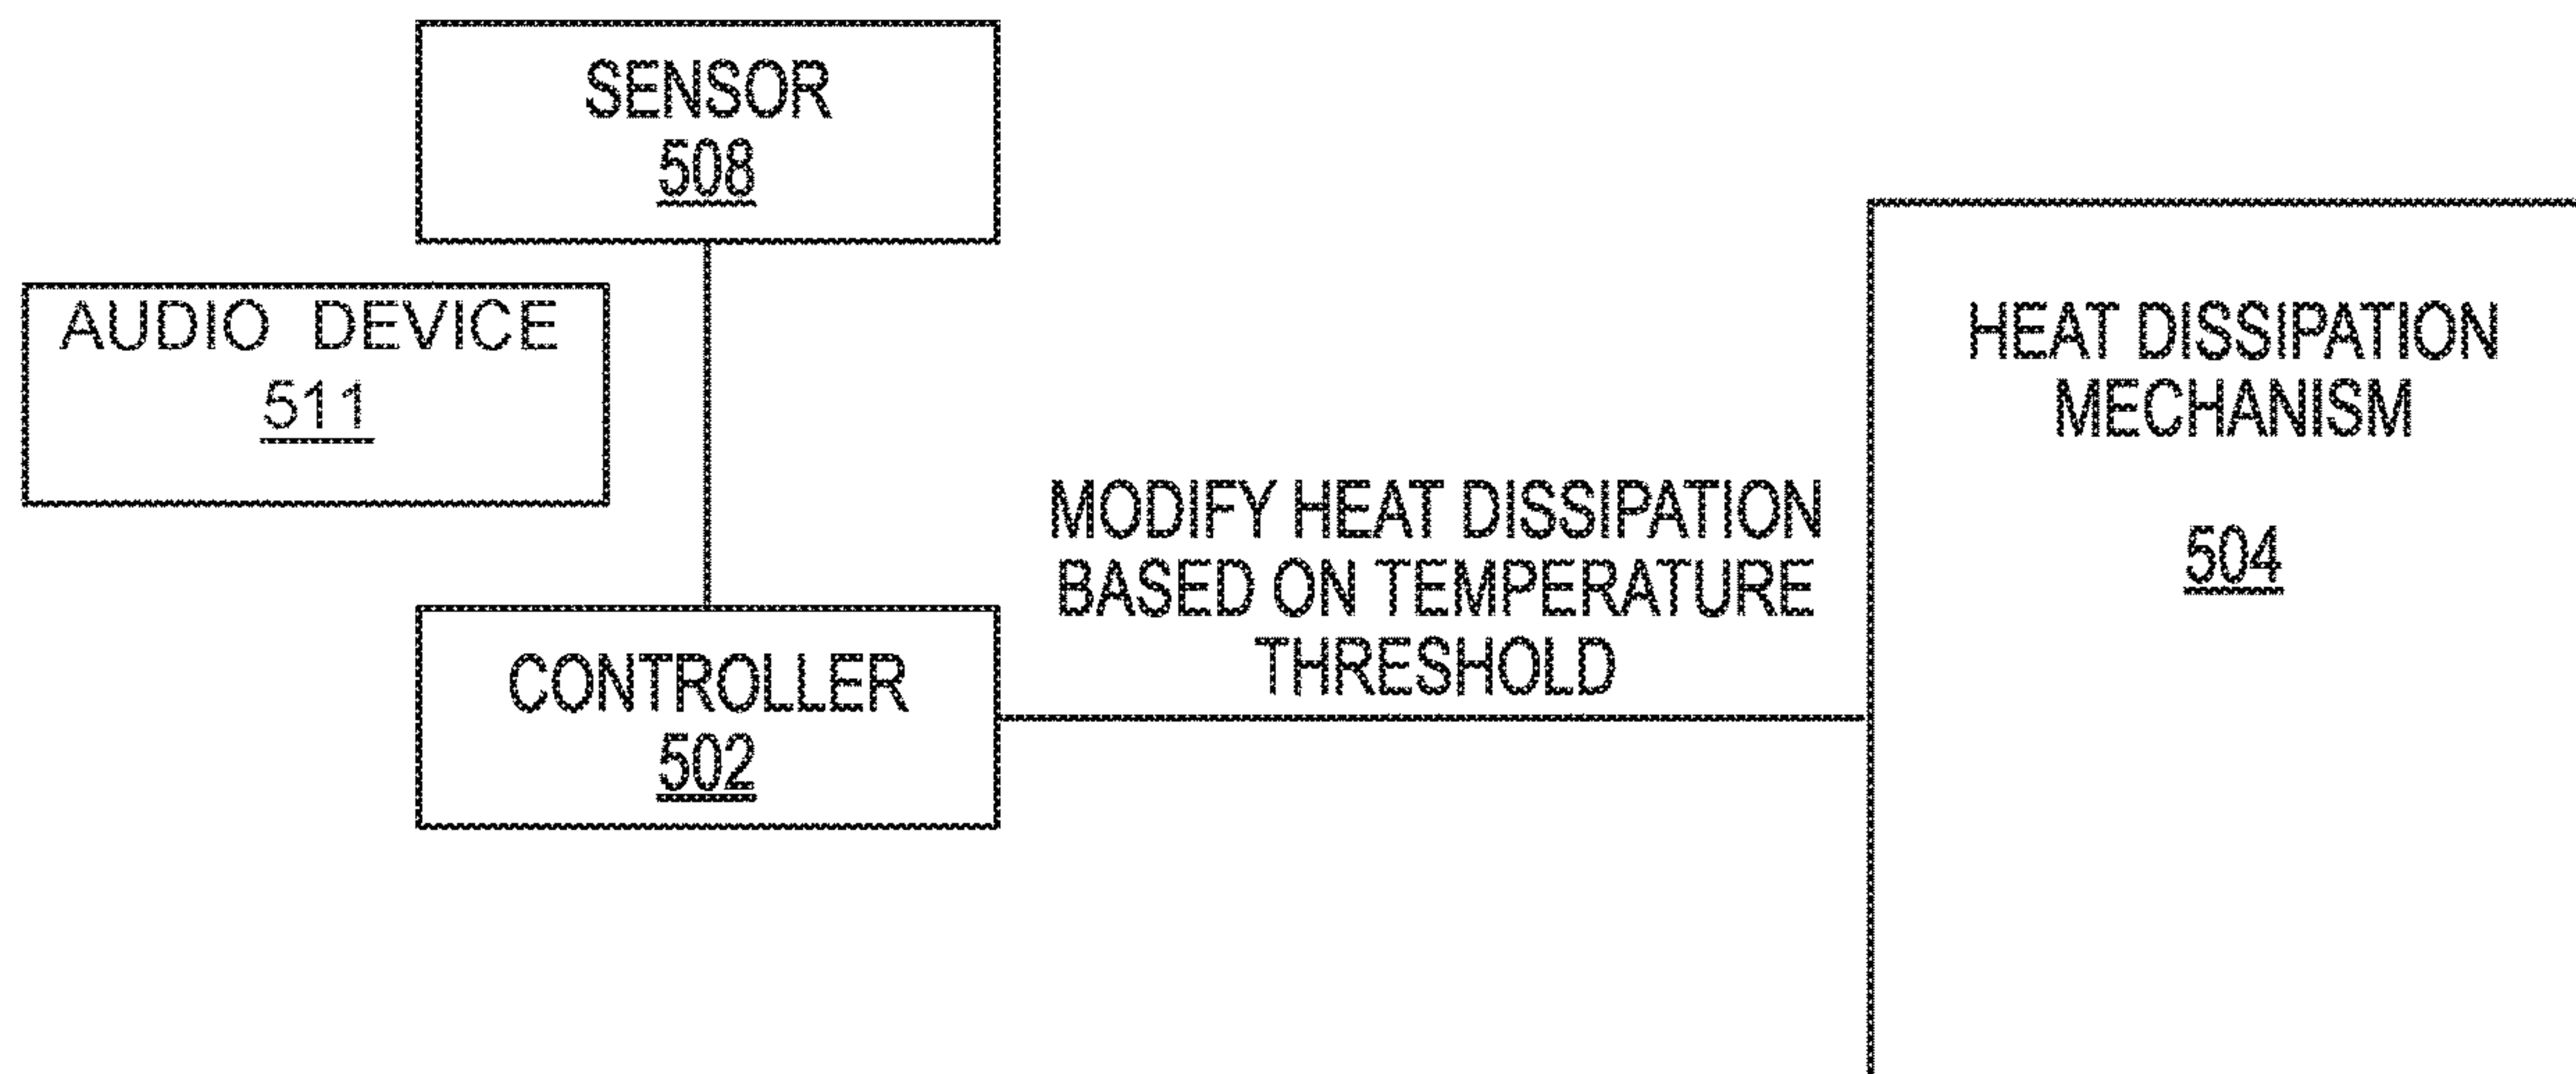 SENSOR
508
AUDIO DEVICE
511
CONTROLLER
502
MODIFY HEAT DISSIPATION
BASED ON TEMPERATURE
THRESHOLD
HEAT DISSIPATION
MECHANISM
504